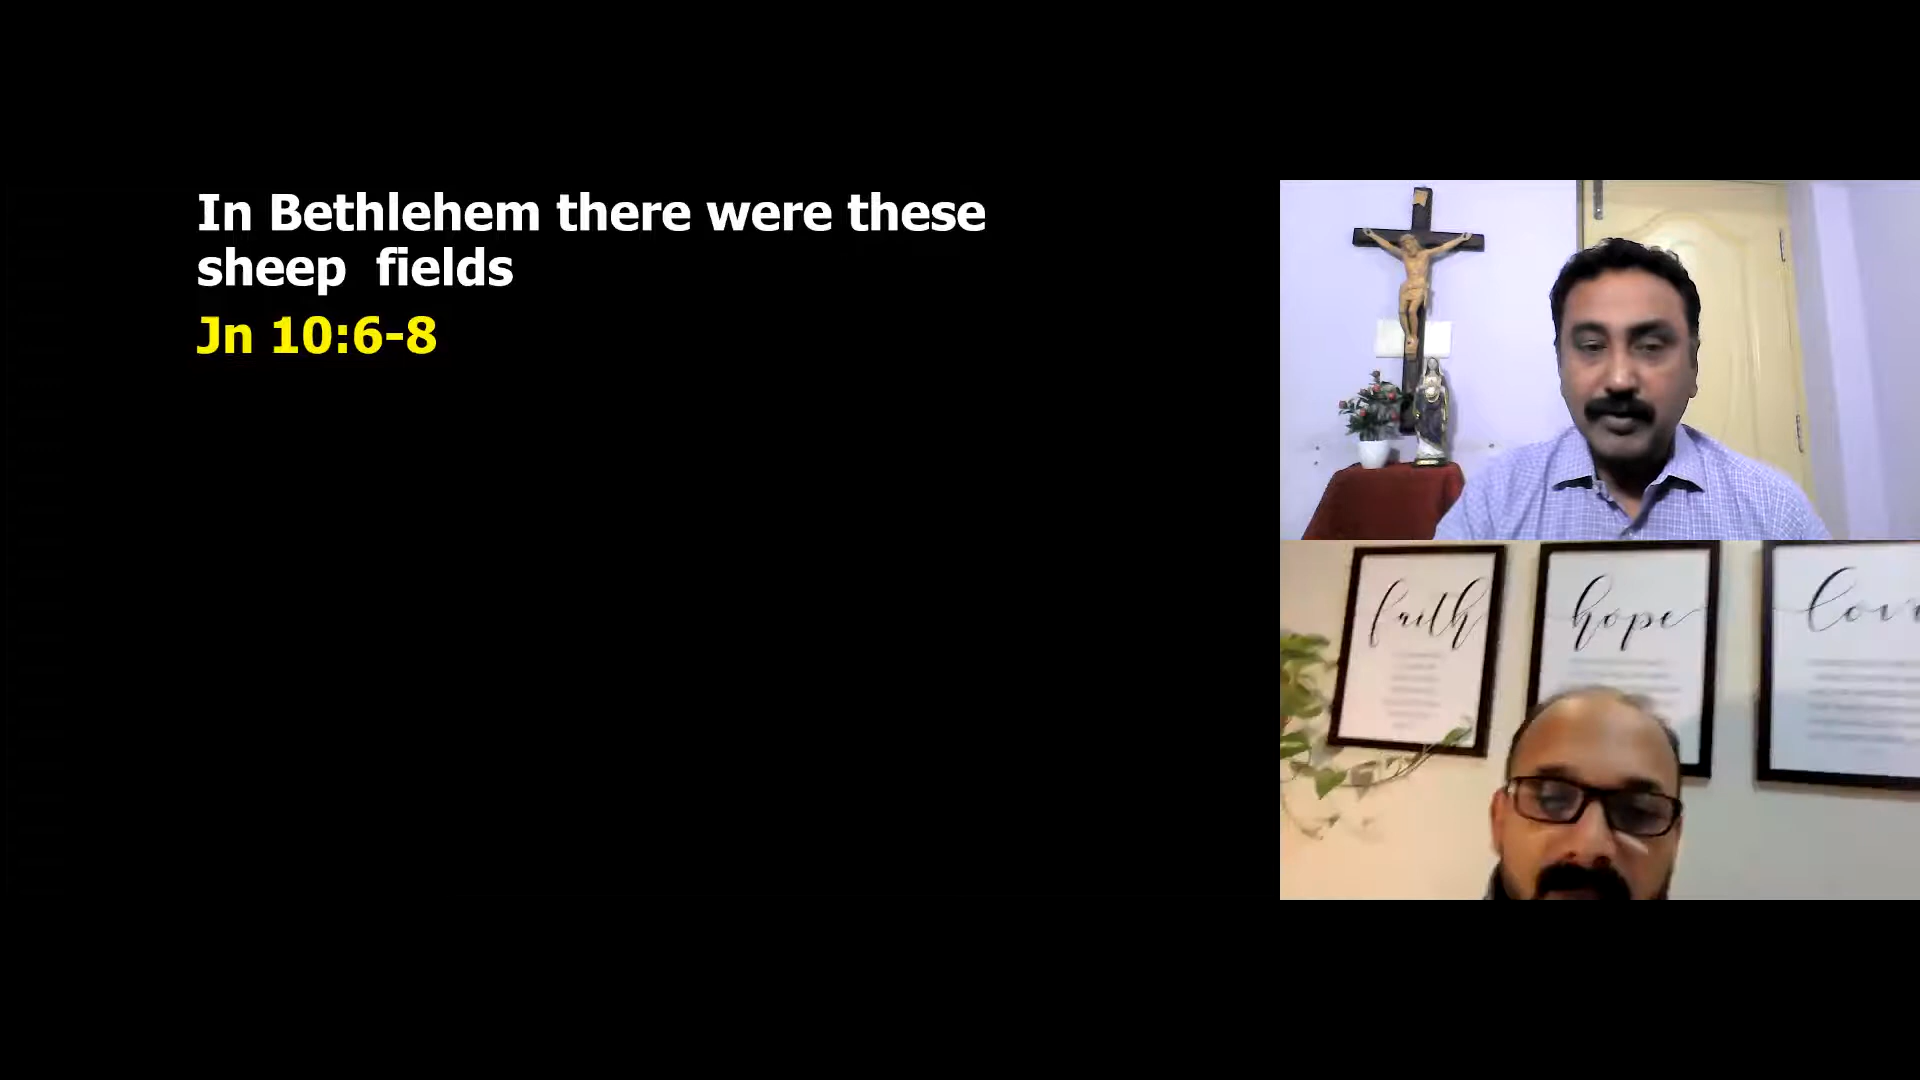 In Bethlehem there were these
sheep  fields
Jn 10:6-8
faith
hope